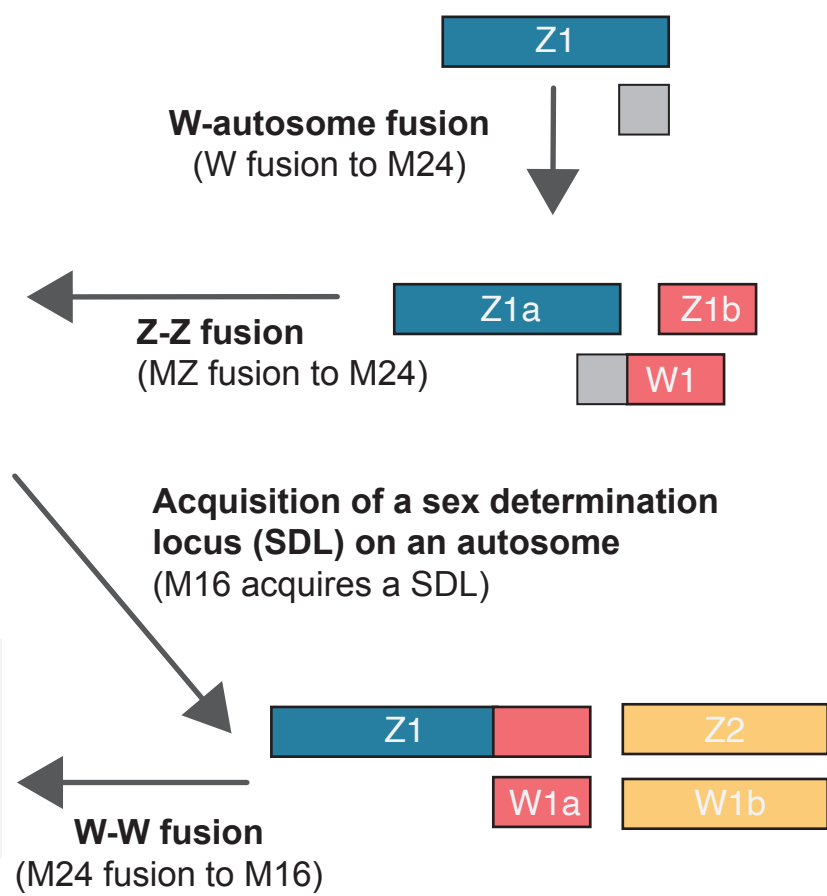 Z1
W-autosome fusion
(W fusion to M24)
Z1a Z1b
Z-Z fusion
(MZ fusion to M24)
W1
Acquisition of a sex determination
locus (SDL) on an autosome
(M16 acquires a SDL)
Z1 Z2
W1a W1b
W-W fusion
(M24 fusion to M16)